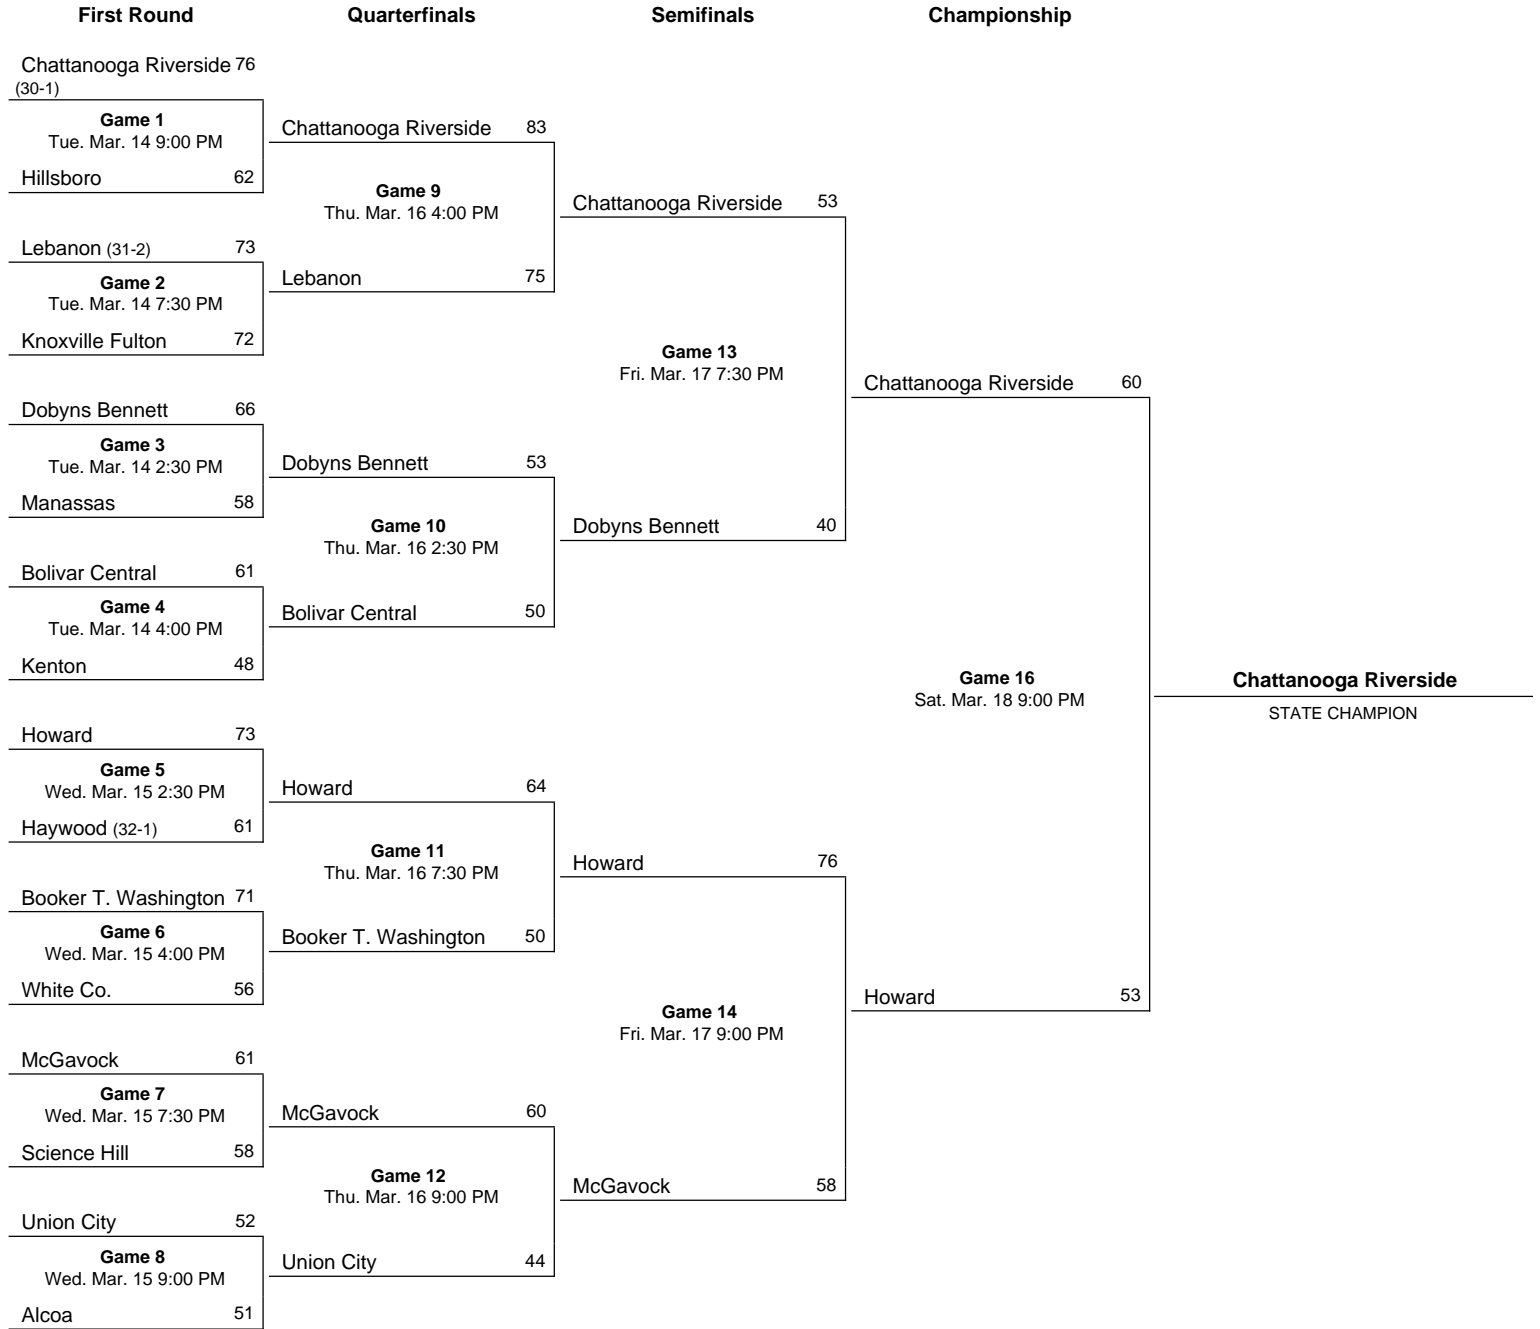 First Round Quarterfinals Semifinals Championship
Chattanooga Riverside 76
(30-1)
Game 1
Tue. Mar. 14 9:00 PM
Hillsboro 62
Lebanon (31-2) 73
Game 2
Tue. Mar. 14 7:30 PM
Knoxville Fulton 72
Dobyns Bennett 66
Game 3
Tue. Mar. 14 2:30 PM
Manassas 58
Bolivar Central 61
Game 4
Tue. Mar. 14 4:00 PM
Kenton 48
Howard 73
Game 5
Wed. Mar. 15 2:30 PM
Haywood (32-1) 61
Booker T. Washington 71
Game 6
Wed. Mar. 15 4:00 PM
White Co. 56
McGavock 61
Game 7
Wed. Mar. 15 7:30 PM
Science Hill 58
Union City 52
Game 8
Wed. Mar. 15 9:00 PM
Alcoa 51
Chattanooga Riverside 83
Game 9
Thu. Mar. 16 4:00 PM
Lebanon 75
Dobyns Bennett 53
Game 10
Thu. Mar. 16 2:30 PM
Bolivar Central 50
Howard 64
Game 11
Thu. Mar. 16 7:30 PM
Booker T. Washington 50
McGavock 60
Game 12
Thu. Mar. 16 9:00 PM
Union City 44
Chattanooga Riverside 53
Game 13
Fri. Mar. 17 7:30 PM
Dobyns Bennett 40
Howard 76
Game 14
Fri. Mar. 17 9:00 PM
McGavock 58
Chattanooga Riverside 60
Game 16
Sat. Mar. 18 9:00 PM
Howard 53
Chattanooga Riverside
STATE CHAMPION